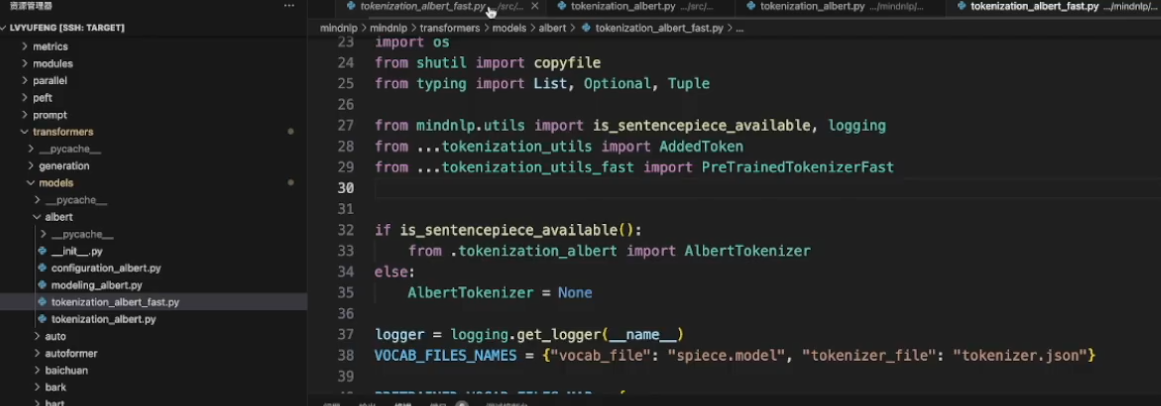 资源管理器
···
tokenization_albert_fast.py .../src/...
tokenization_albert.py .../src/...
tokenization_albert.py .../mindnlp/...
tokenization_albert_fast.py .../mindnlp/...
LVYUFENG [SSH: TARGET]
metrics
modules
parallel
peft
prompt
transformers
__pycache__
generation
models
__pycache__
albert
__pycache__
__init__.py
configuration_albert.py
modeling_albert.py
tokenization_albert_fast.py
tokenization_albert.py
auto
autoformer
baichuan
bark
bart
mindnlp > mindnlp > transformers > models > albert > tokenization_albert_fast.py > ...
23 import os
24 from shutil import copyfile
25 from typing import List, Optional, Tuple
26
27 from mindnlp.utils import is_sentencepiece_available, logging
28 from ...tokenization_utils import AddedToken
29 from ...tokenization_utils_fast import PreTrainedTokenizerFast
30
31
32 if is_sentencepiece_available():
33 from .tokenization_albert import AlbertTokenizer
34 else:
35 AlbertTokenizer = None
36
37 logger = logging.get_logger(__name__)
38 VOCAB_FILES_NAMES = {"vocab_file": "spiece.model", "tokenizer_file": "tokenizer.json"}
39